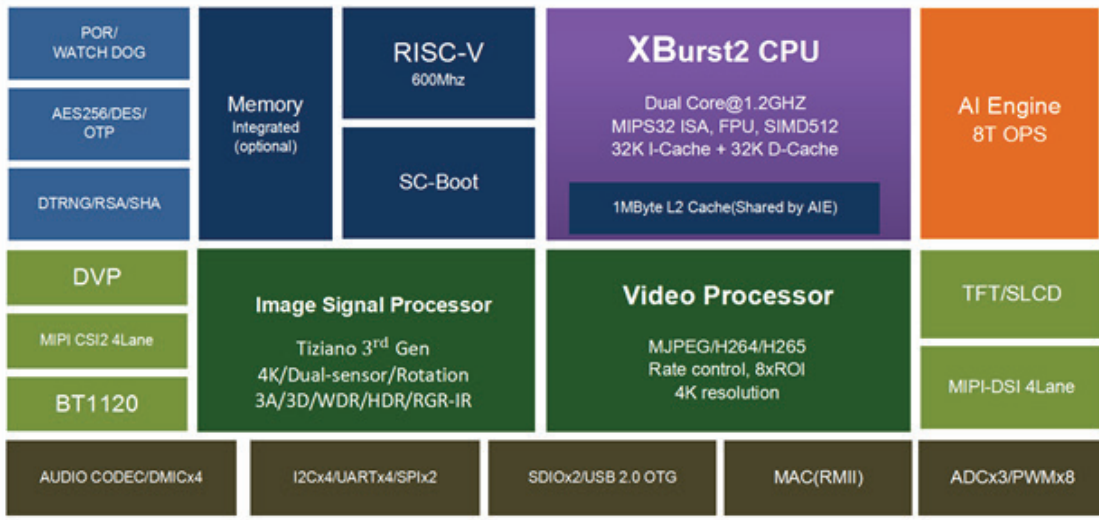 POR/
WATCH DOG
AES256/DES/
OTP
DTRNG/RSA/SHA
Memory
Integrated
(optional)
RISC-V
600Mhz
SC-Boot
XBurst2 CPU
Dual Core@1.2GHZ
MIPS32 ISA, FPU, SIMD512
32K I-Cache + 32K D-Cache
1MByte L2 Cache(Shared by AIE)
AI Engine
8T OPS
DVP
MIPI CSI2 4Lane
BT1120
Image Signal Processor
Tiziano 3rd Gen
4K/Dual-sensor/Rotation
3A/3D/WDR/HDR/RGR-IR
Video Processor
MJPEG/H264/H265
Rate control, 8xROI
4K resolution
TFT/SLCD
MIPI-DSI 4Lane
AUDIO CODEC/DMICx4
I2Cx4/UARTx4/SPIx2
SDIOx2/USB 2.0 OTG
MAC(RMII)
ADCx3/PWMx8